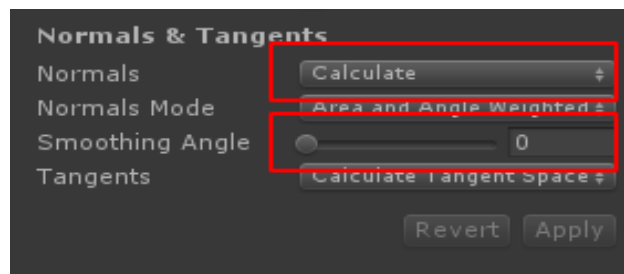 Normals & Tangents
Normals Calculate
Normals Mode Area and Angle Weighted
Smoothing Angle 0
Tangents Calculate Tangent Space
Revert Apply